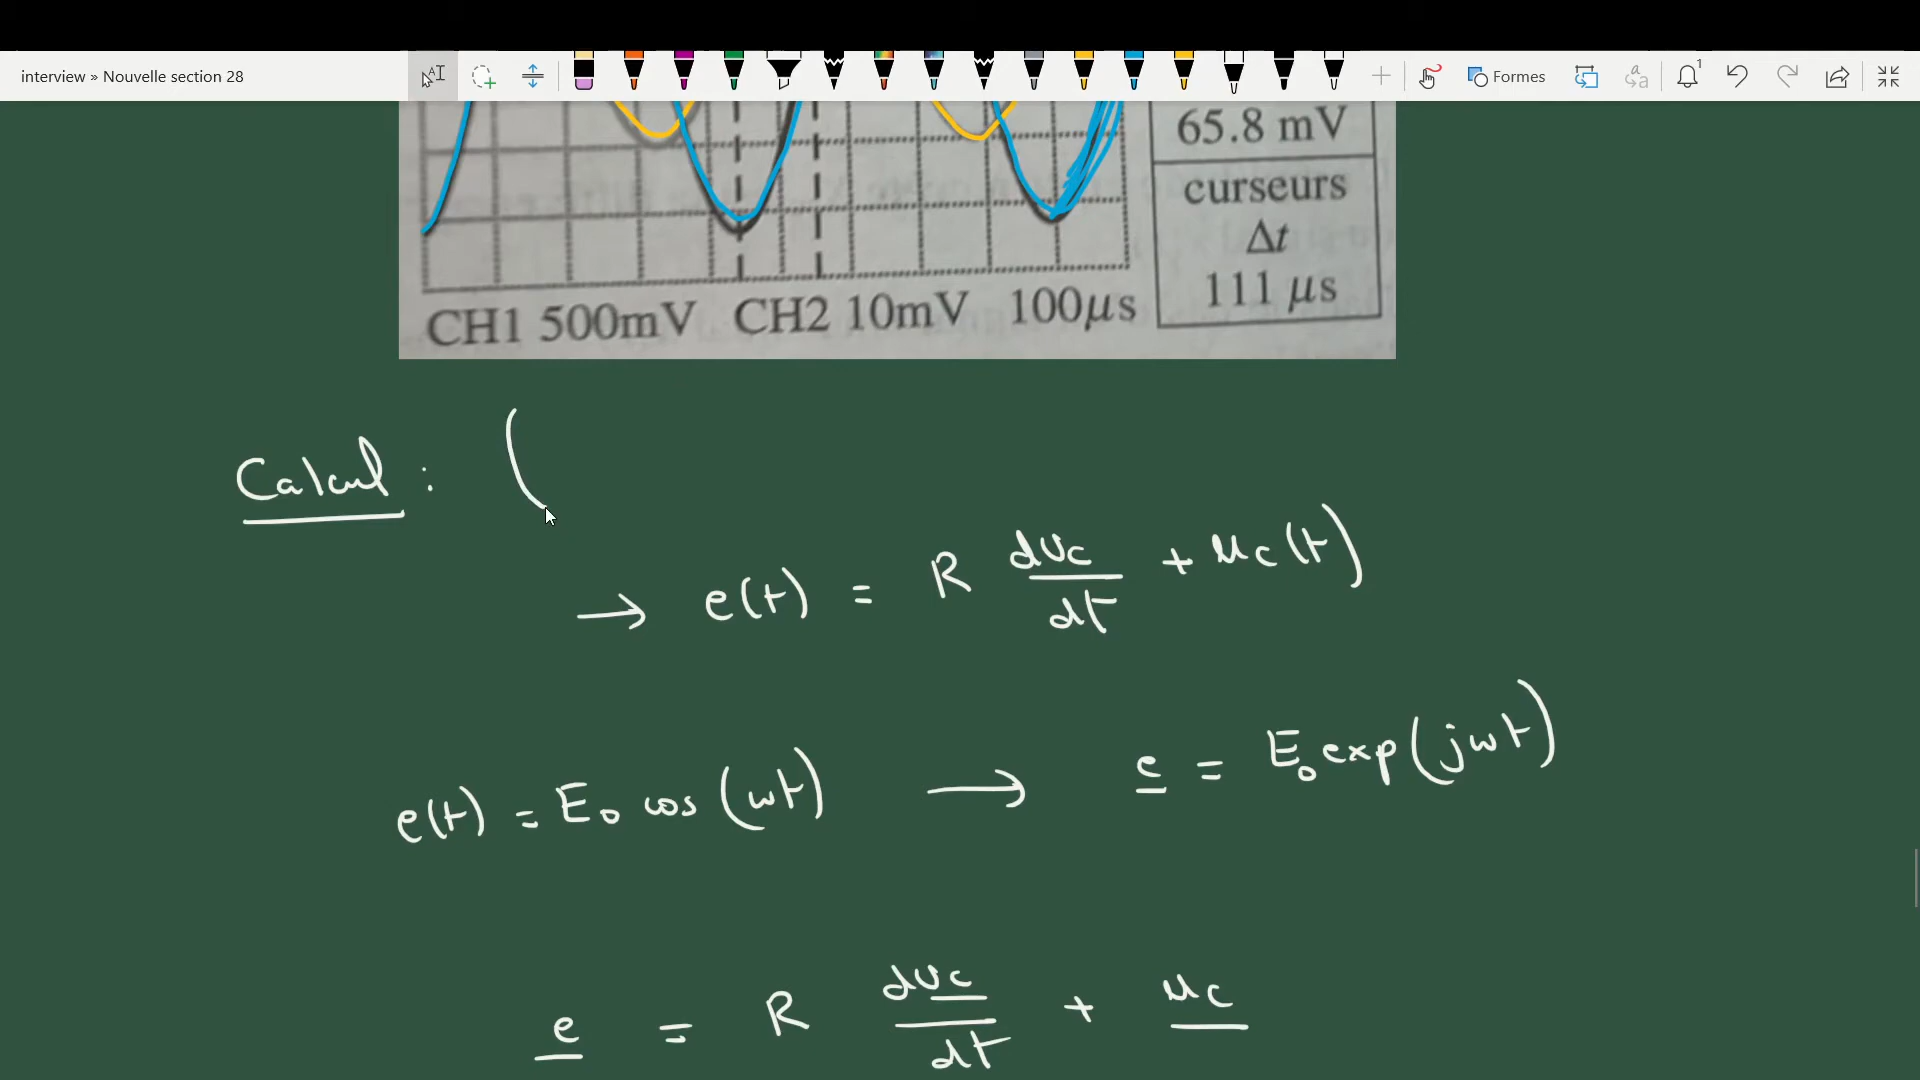 interview » Nouvelle section 28
Formes
1
65.8 mV
curseurs
Δt
111 μs
CH1 500mV CH2 10mV 100μs
Calcul : (
→ e(t) = R duc/dt + uc(t)
e(t) = E₀ cos (ωt) → e = E₀ exp(jωt)
e = R duc/dt + uc